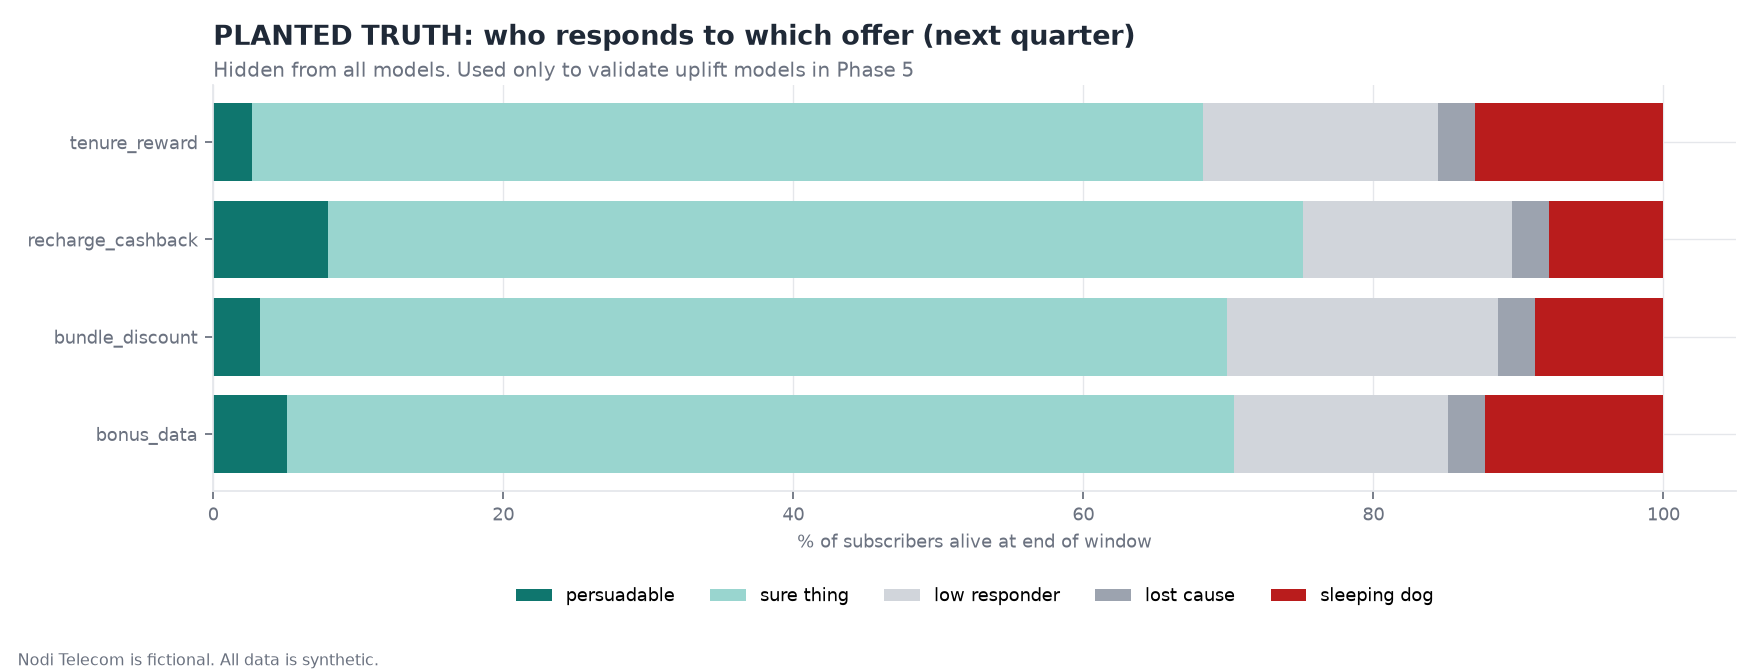 PLANTED TRUTH: who responds to which offer (next quarter)
Hidden from all models. Used only to validate uplift models in Phase 5
tenure_reward
recharge_cashback
bundle_discount
bonus_data
0 20 40 60 80 100
% of subscribers alive at end of window
persuadable sure thing low responder lost cause sleeping dog
Nodi Telecom is fictional. All data is synthetic.